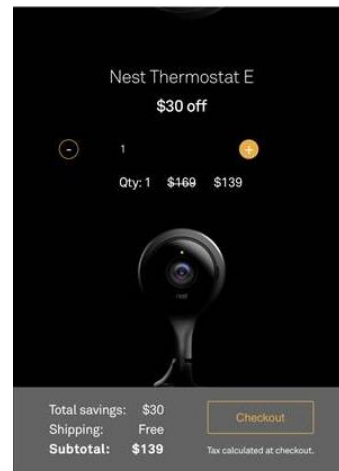 Nest Thermostat E
$30 off
- 1 +
Qty: 1 $169 $139
nest
Total savings: $30
Shipping: Free
Subtotal: $139
Checkout
Tax calculated at checkout.